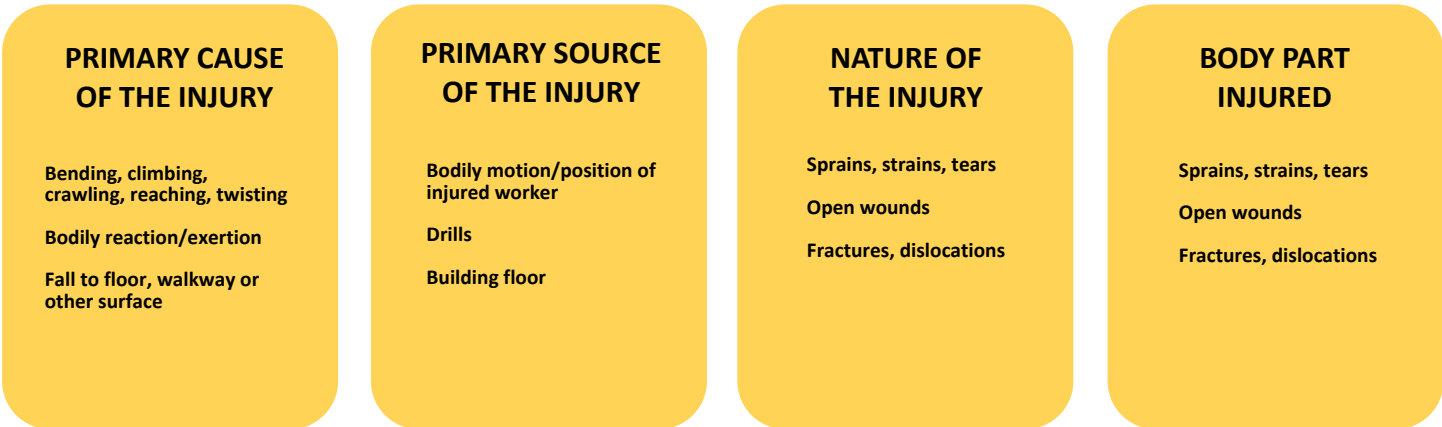 PRIMARY CAUSE
OF THE INJURY
Bending, climbing,
crawling, reaching, twisting
Bodily reaction/exertion
Fall to floor, walkway or
other surface
PRIMARY SOURCE
OF THE INJURY
Bodily motion/position of
injured worker
Drills
Building floor
NATURE OF
THE INJURY
Sprains, strains, tears
Open wounds
Fractures, dislocations
BODY PART
INJURED
Sprains, strains, tears
Open wounds
Fractures, dislocations